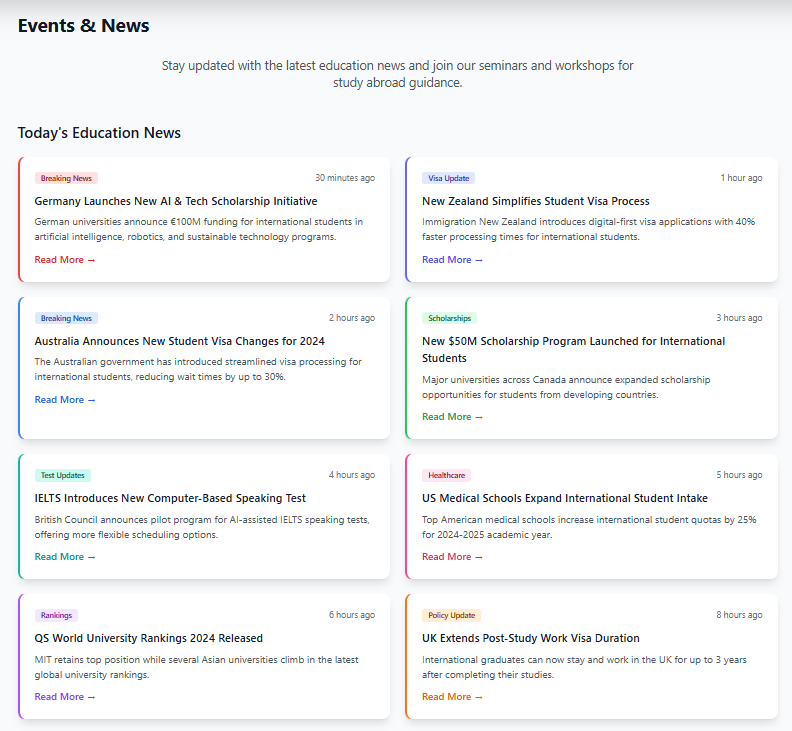 Events & News
Stay updated with the latest education news and join our seminars and workshops for
study abroad guidance.
Today's Education News
Breaking News
30 minutes ago
Germany Launches New AI & Tech Scholarship Initiative
German universities announce €100M funding for international students in
artificial intelligence, robotics, and sustainable technology programs.
Read More →
Visa Update
1 hour ago
New Zealand Simplifies Student Visa Process
Immigration New Zealand introduces digital-first visa applications with 40%
faster processing times for international students.
Read More →
Breaking News
2 hours ago
Australia Announces New Student Visa Changes for 2024
The Australian government has introduced streamlined visa processing for
international students, reducing wait times by up to 30%.
Read More →
Scholarships
3 hours ago
New $50M Scholarship Program Launched for International
Students
Major universities across Canada announce expanded scholarship
opportunities for students from developing countries.
Read More →
Test Updates
4 hours ago
IELTS Introduces New Computer-Based Speaking Test
British Council announces pilot program for AI-assisted IELTS speaking tests,
offering more flexible scheduling options.
Read More →
Healthcare
5 hours ago
US Medical Schools Expand International Student Intake
Top American medical schools increase international student quotas by 25%
for 2024-2025 academic year.
Read More →
Rankings
6 hours ago
QS World University Rankings 2024 Released
MIT retains top position while several Asian universities climb in the latest
global university rankings.
Read More →
Policy Update
8 hours ago
UK Extends Post-Study Work Visa Duration
International graduates can now stay and work in the UK for up to 3 years
after completing their studies.
Read More →